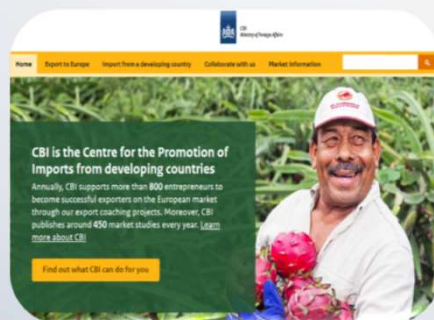 CBI
Ministry of Foreign Affairs
Home Export to Europe Import from a developing country Collaborate with us Market Information
CBI is the Centre for the Promotion of
Imports from developing countries
Annually, CBI supports more than 800 entrepreneurs to
become successful exporters on the European market
through our export coaching projects. Moreover, CBI
publishes around 450 market studies every year. Learn
more about CBI
Find out what CBI can do for you